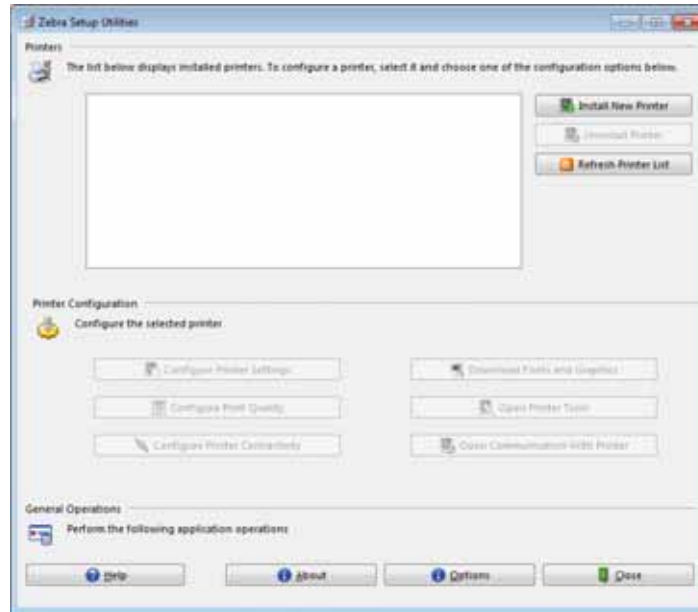 Zebra Setup Utilities
Printers
The list below displays installed printers. To configure a printer, select it and choose one of the configuration options below.
Install New Printer
Uninstall Printer
Refresh Printer List
Printer Configuration
Configure the selected printer
Configure Printer Settings
Download Fonts and Graphics
Configure Print Quality
Open Printer Tools
Configure Printer Connectivity
Open Communication With Printer
General Operations
Perform the following application operations
Help
About
Options
Close